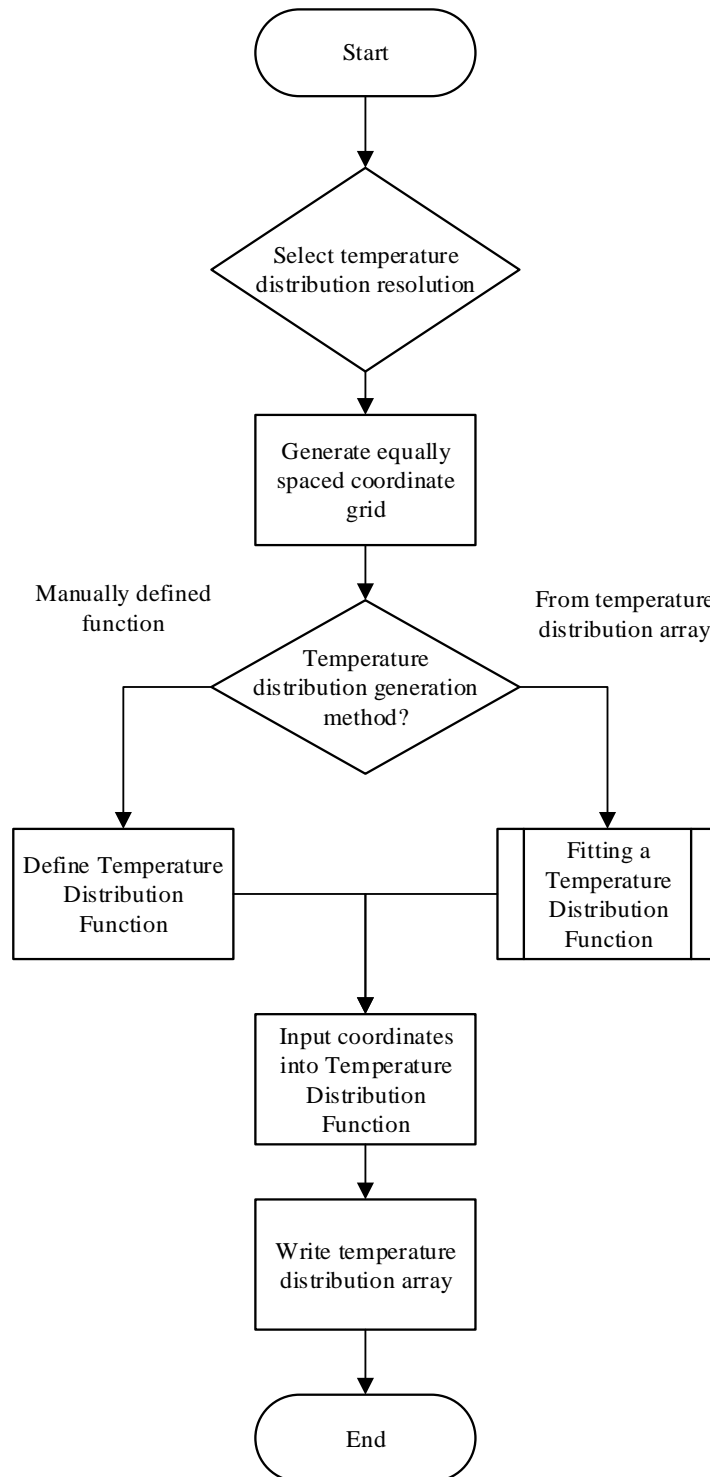 Start
Select temperature
distribution resolution
Generate equally
spaced coordinate
grid
Manually defined
function
From temperature
distribution array
Temperature
distribution generation
method?
Define Temperature
Distribution
Function
Fitting a
Temperature
Distribution
Function
Input coordinates
into Temperature
Distribution
Function
Write temperature
distribution array
End